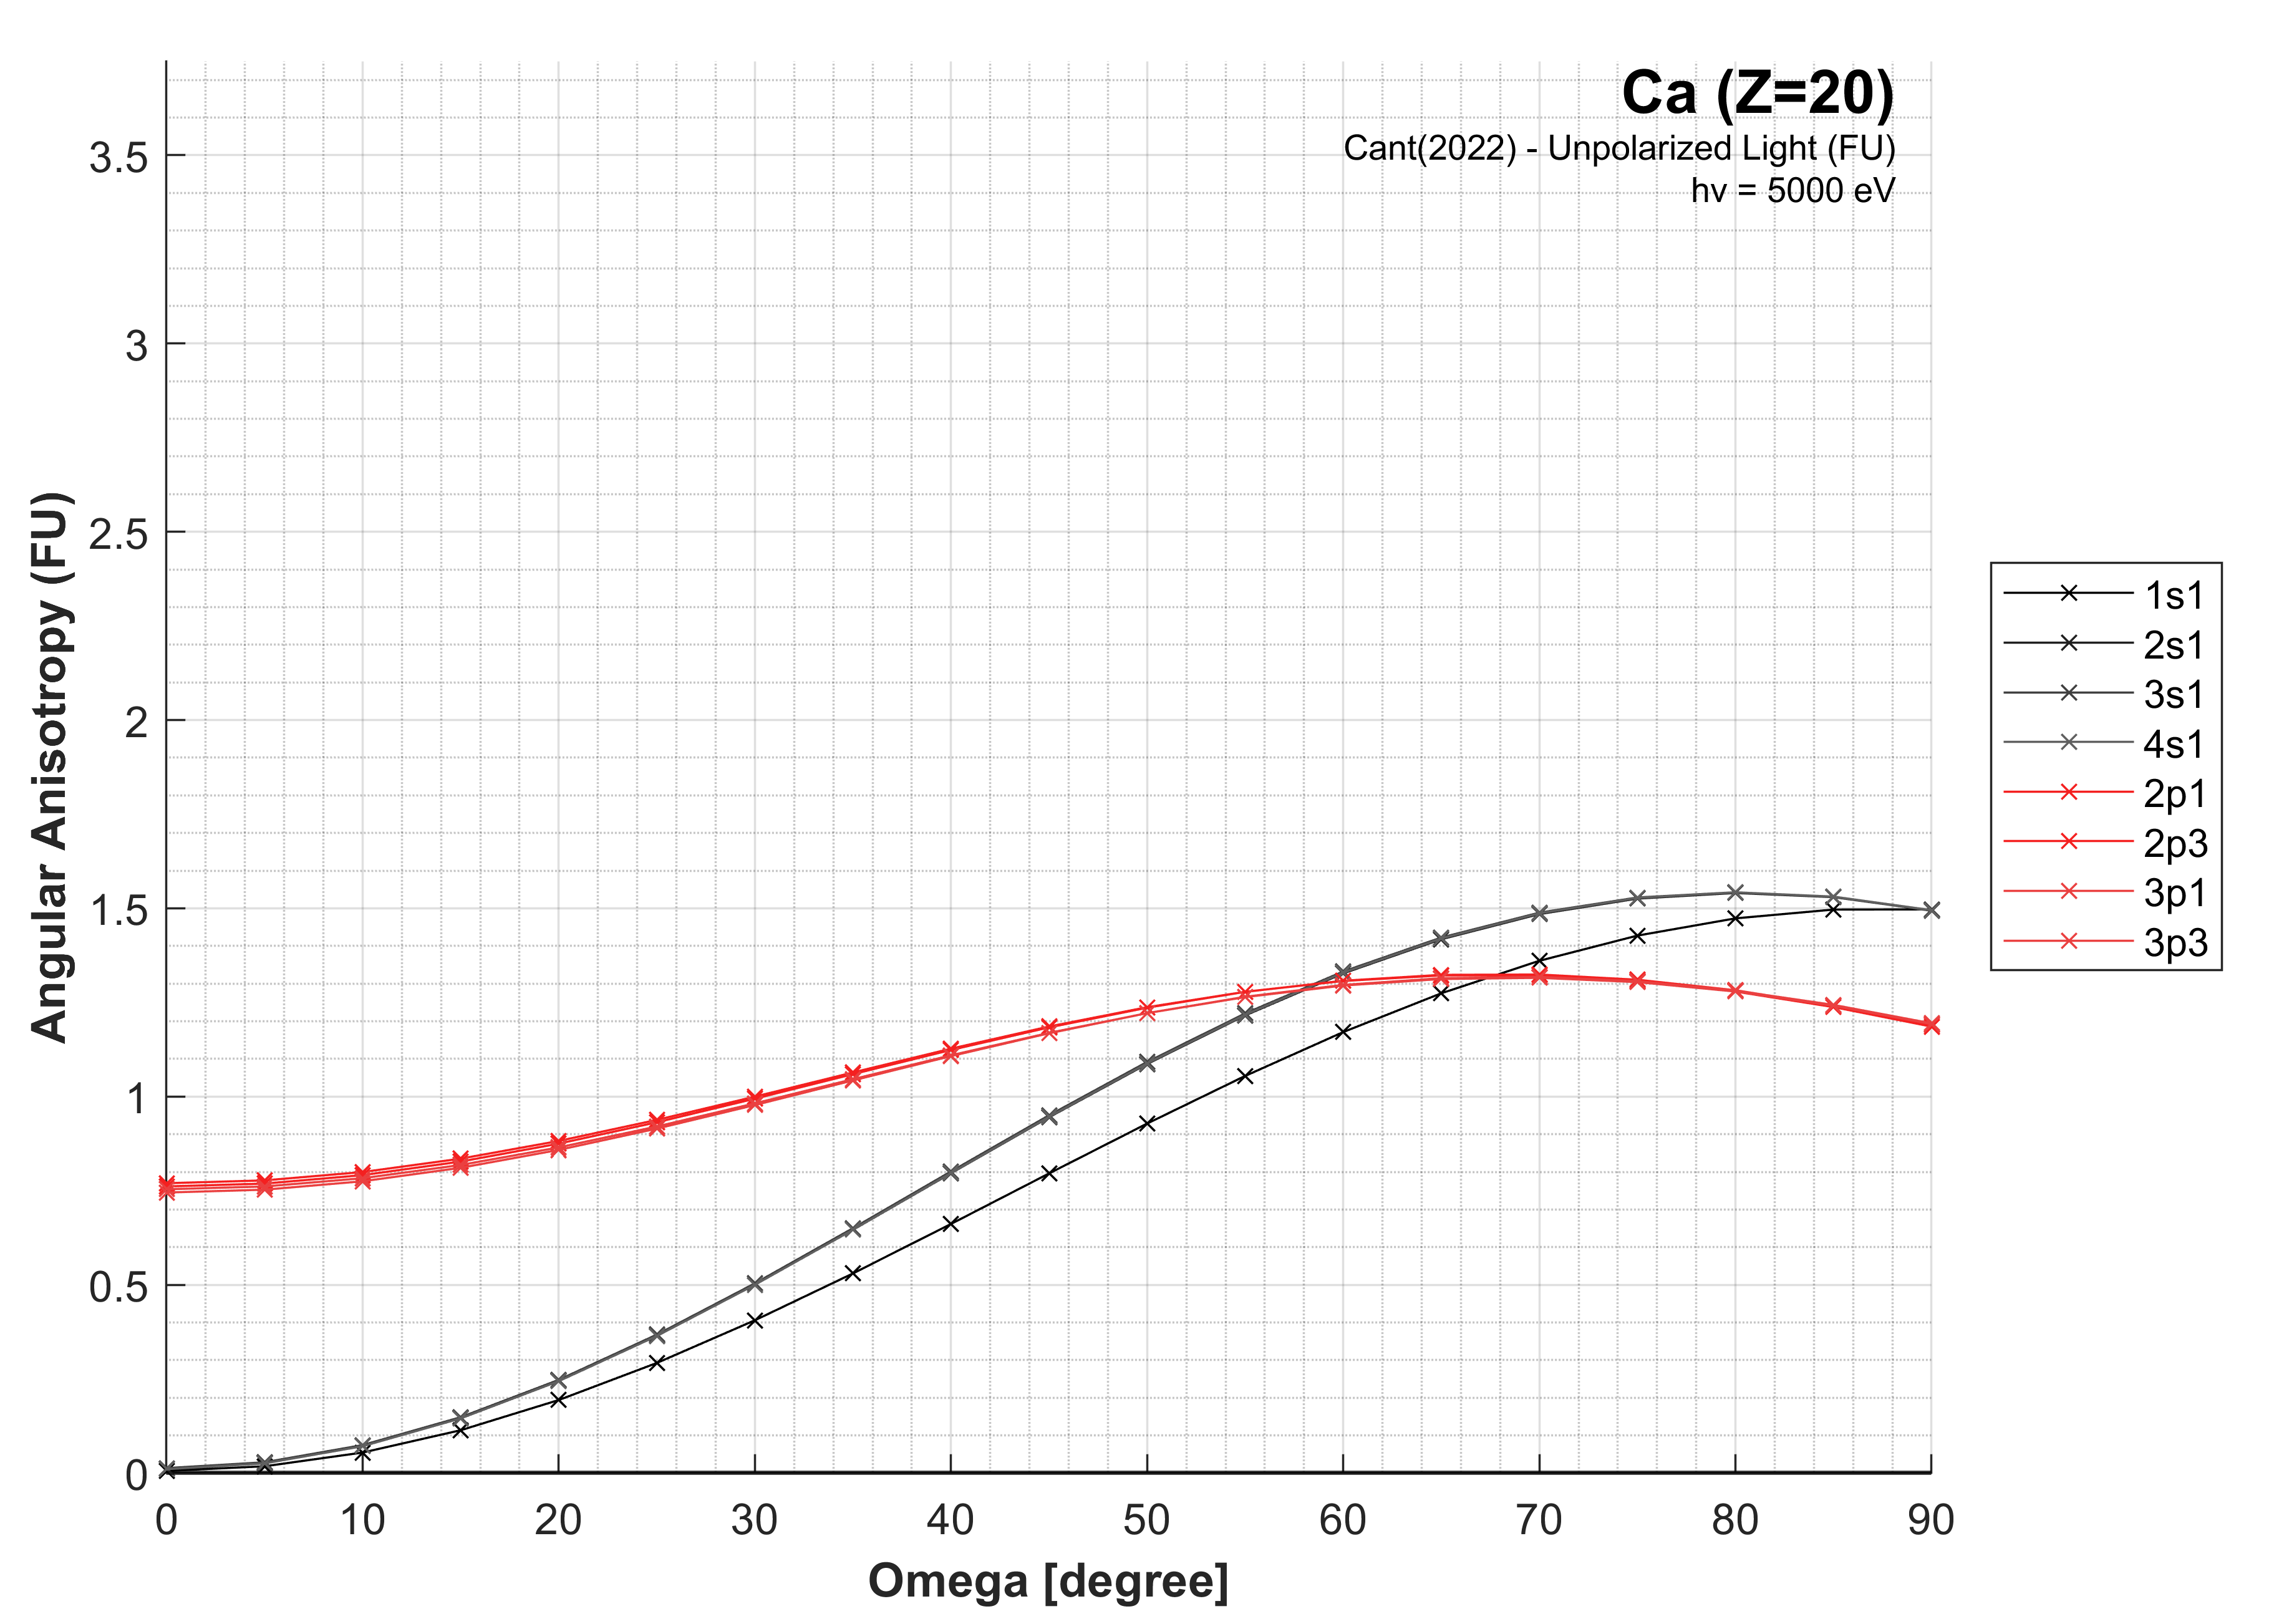 Ca (Z=20)
Cant(2022) - Unpolarized Light (FU)
hv = 5000 eV
Angular Anisotropy (FU)
3.5
3
2.5
2
1.5
1
0.5
0
0 10 20 30 40 50 60 70 80 90
Omega [degree]
1s1
2s1
3s1
4s1
2p1
2p3
3p1
3p3